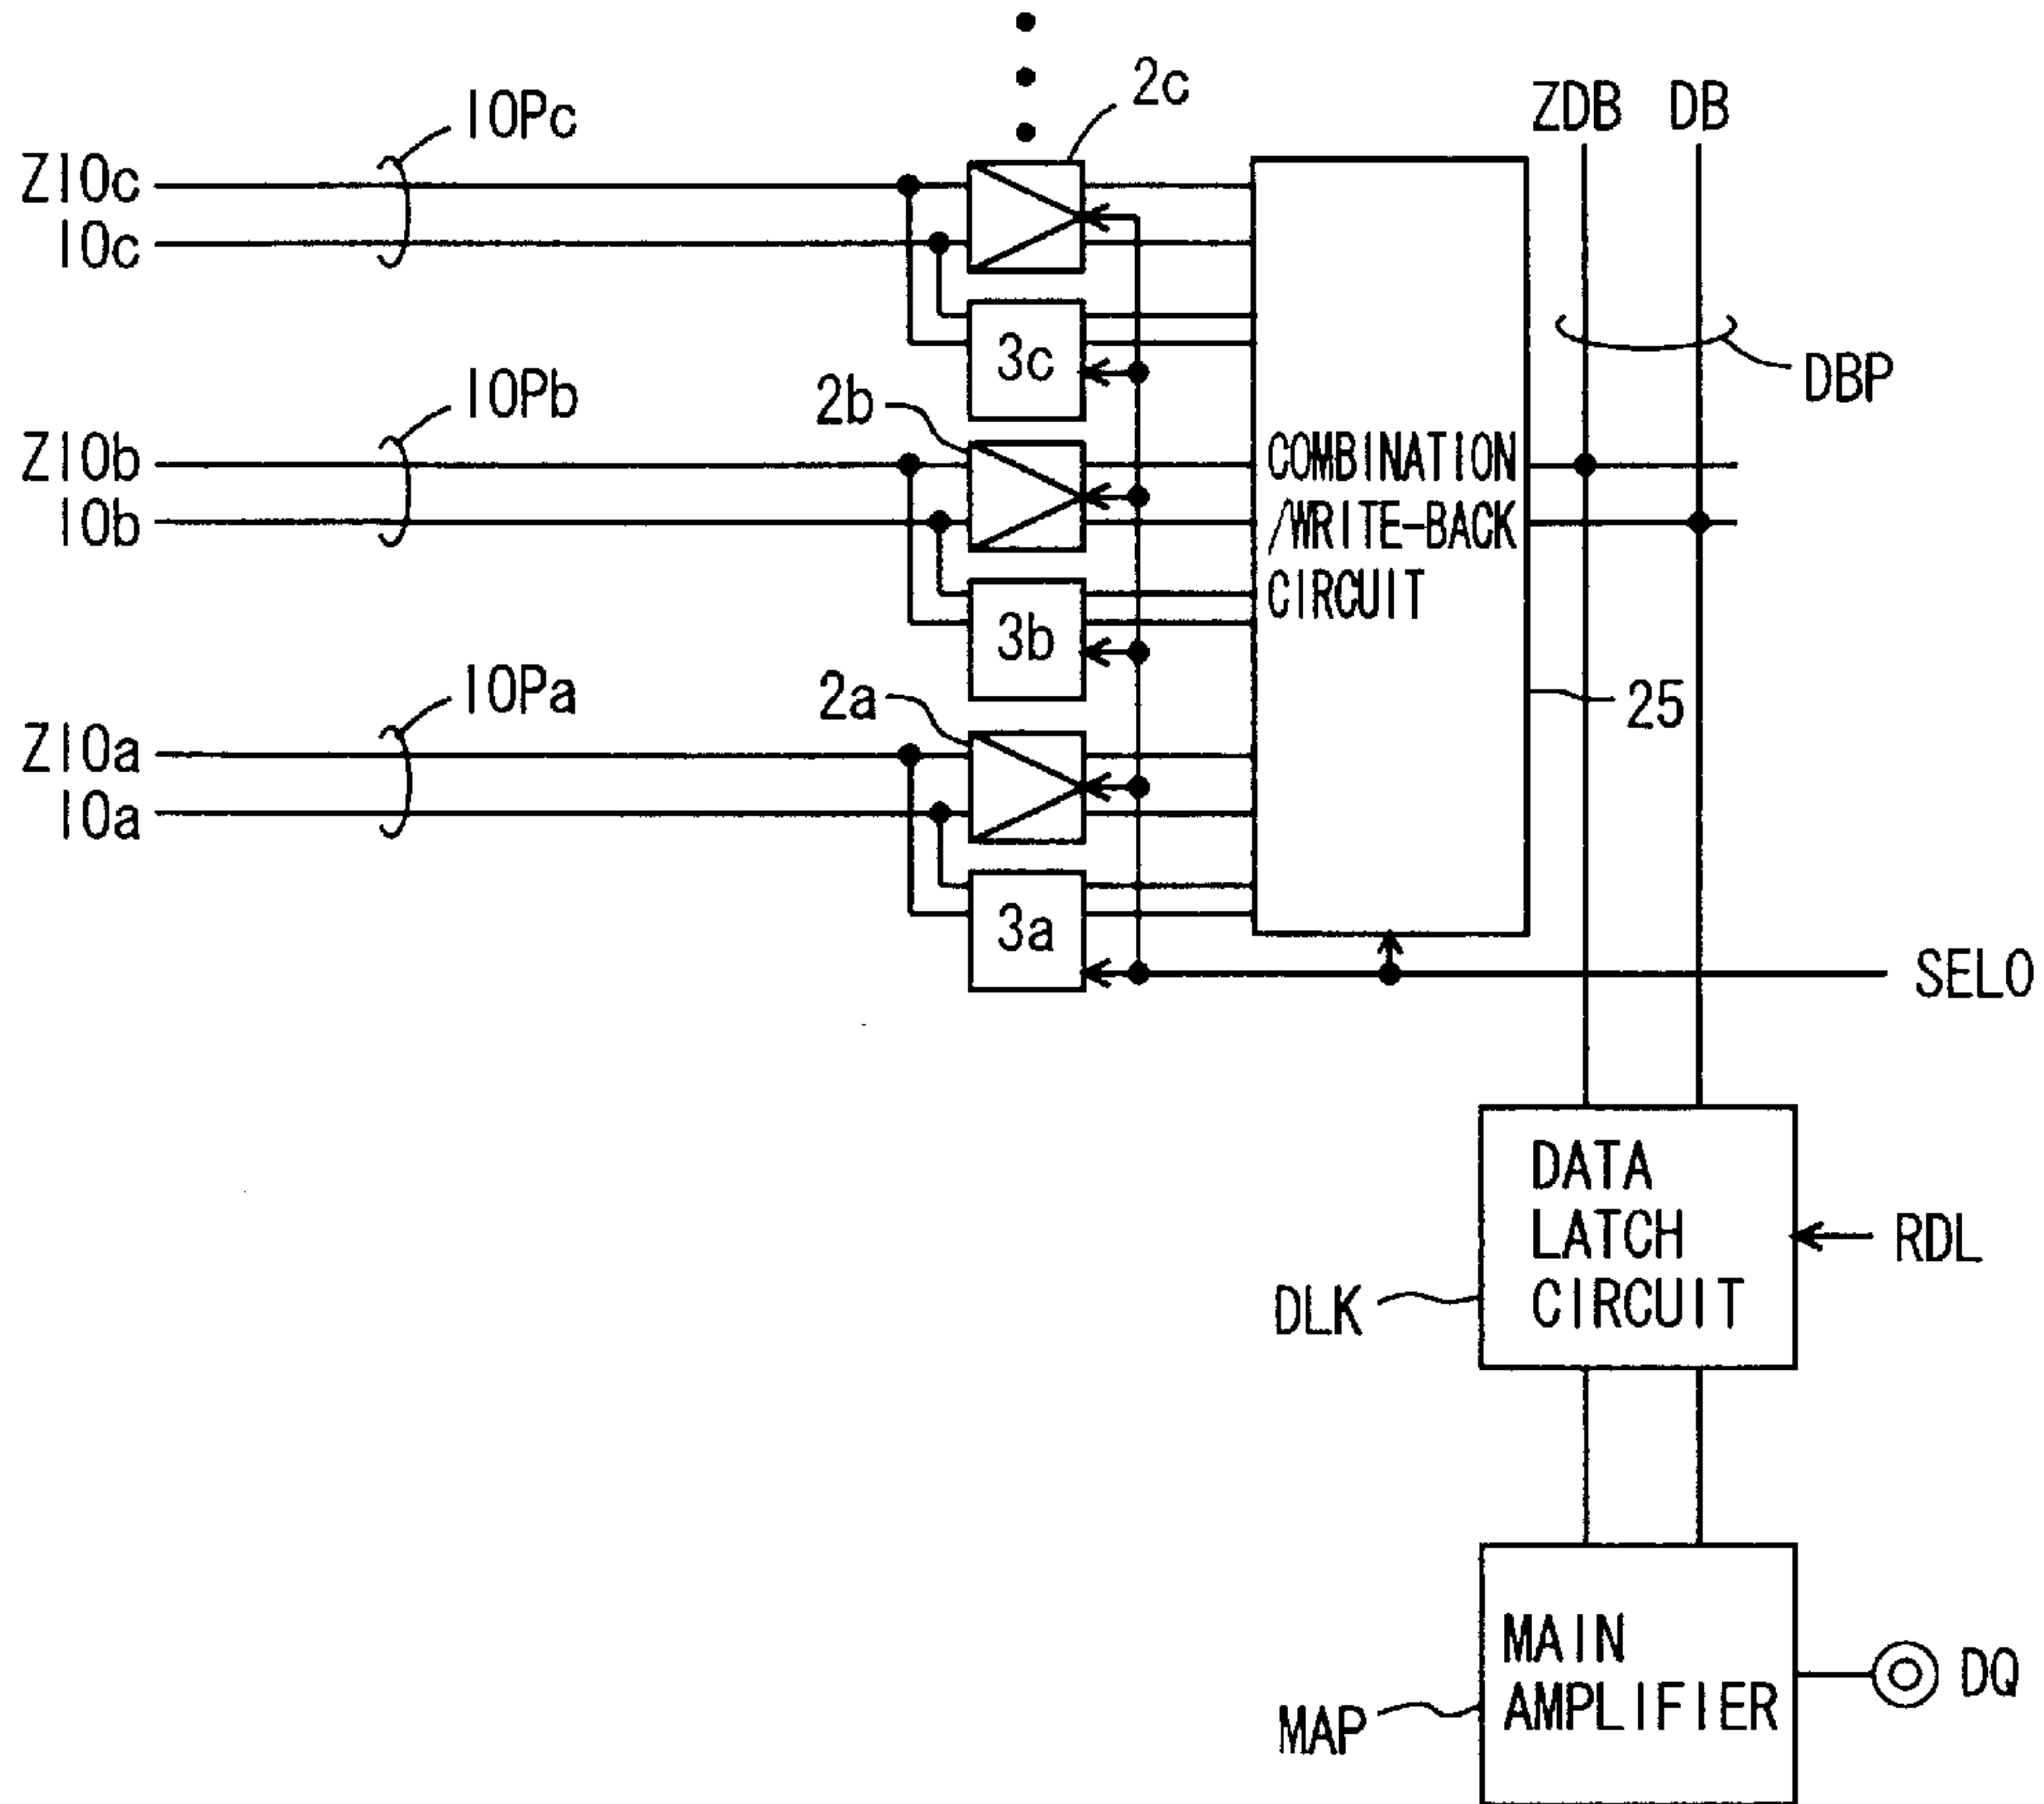 2c
ZDB DB
IOPc
ZIOc
IOc
3c
DBP
2b
IOPb
ZIOb
IOb
3b
COMBINATION
/WRITE-BACK
CIRCUIT
25
2a
IOPa
ZIOa
IOa
3a
SELO
DATA
LATCH
CIRCUIT
RDL
DLK
MAIN
AMPLIFIER
MAP
DQ